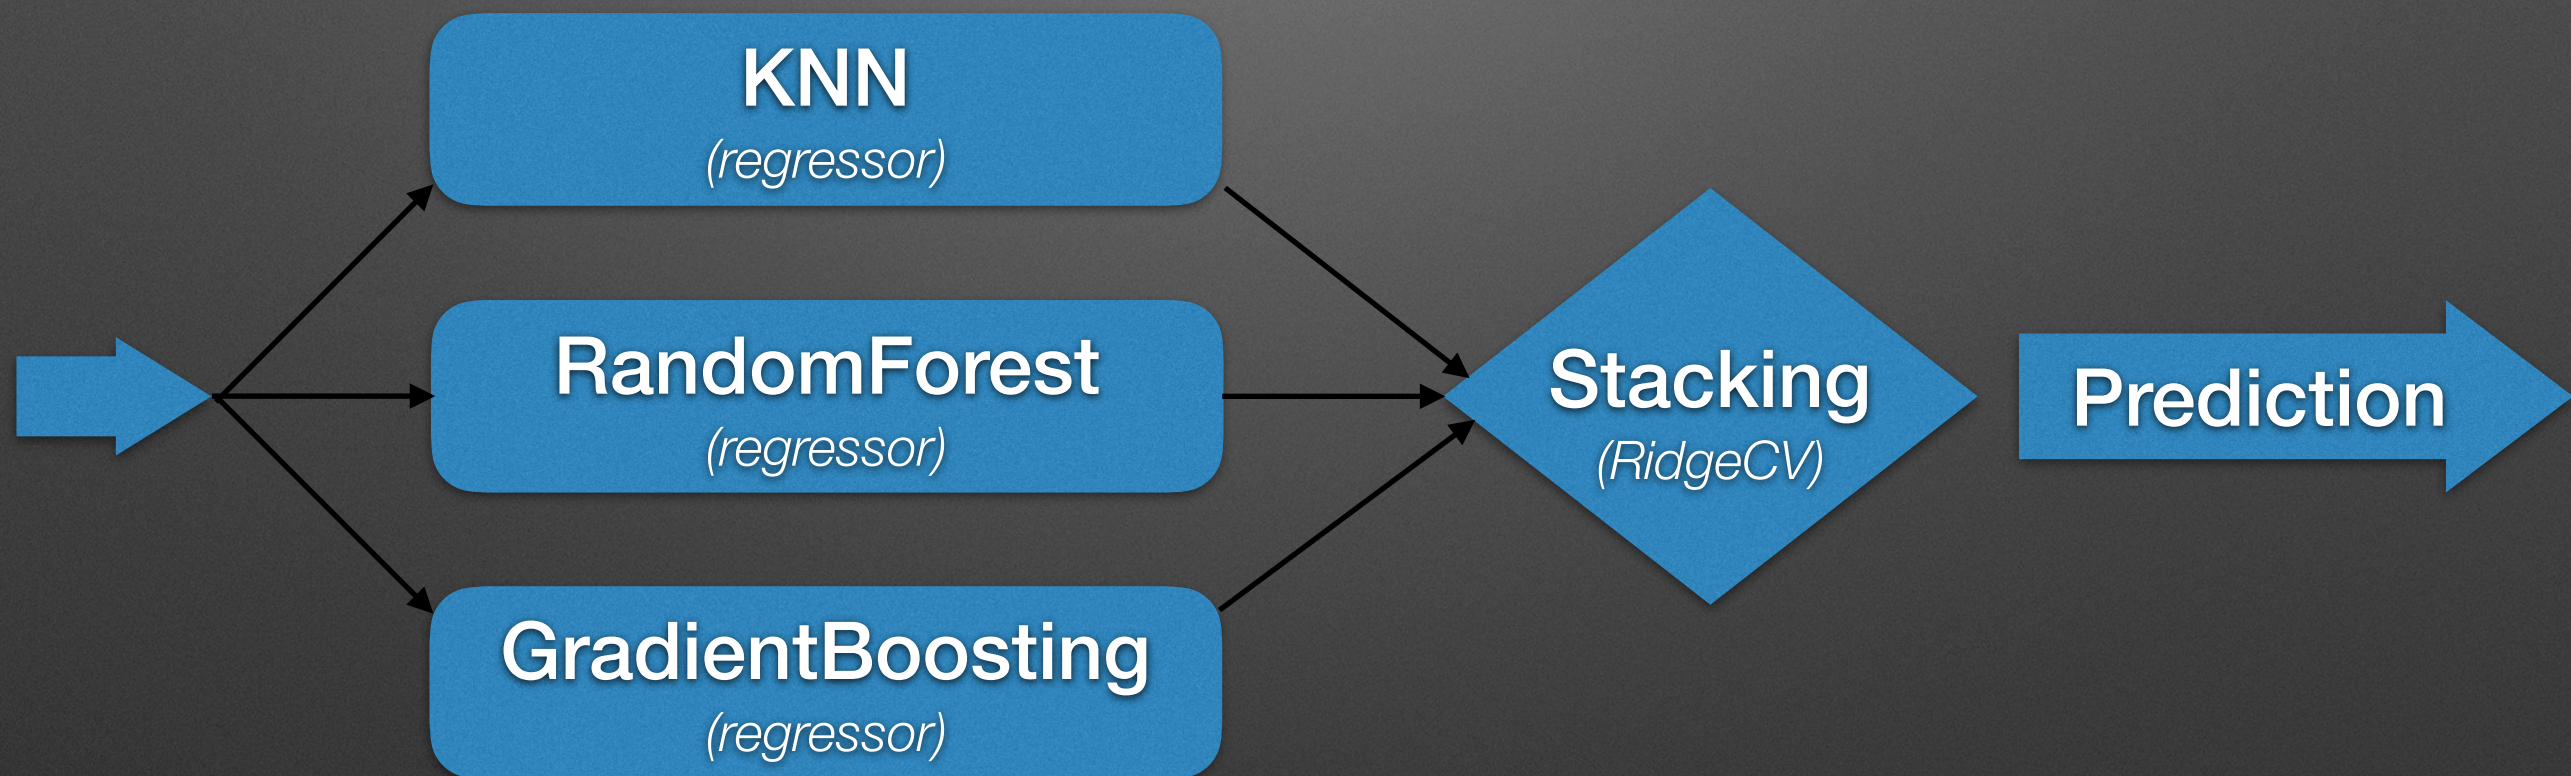 KNN
(regressor)
RandomForest
(regressor)
GradientBoosting
(regressor)
Stacking
(RidgeCV)
Prediction